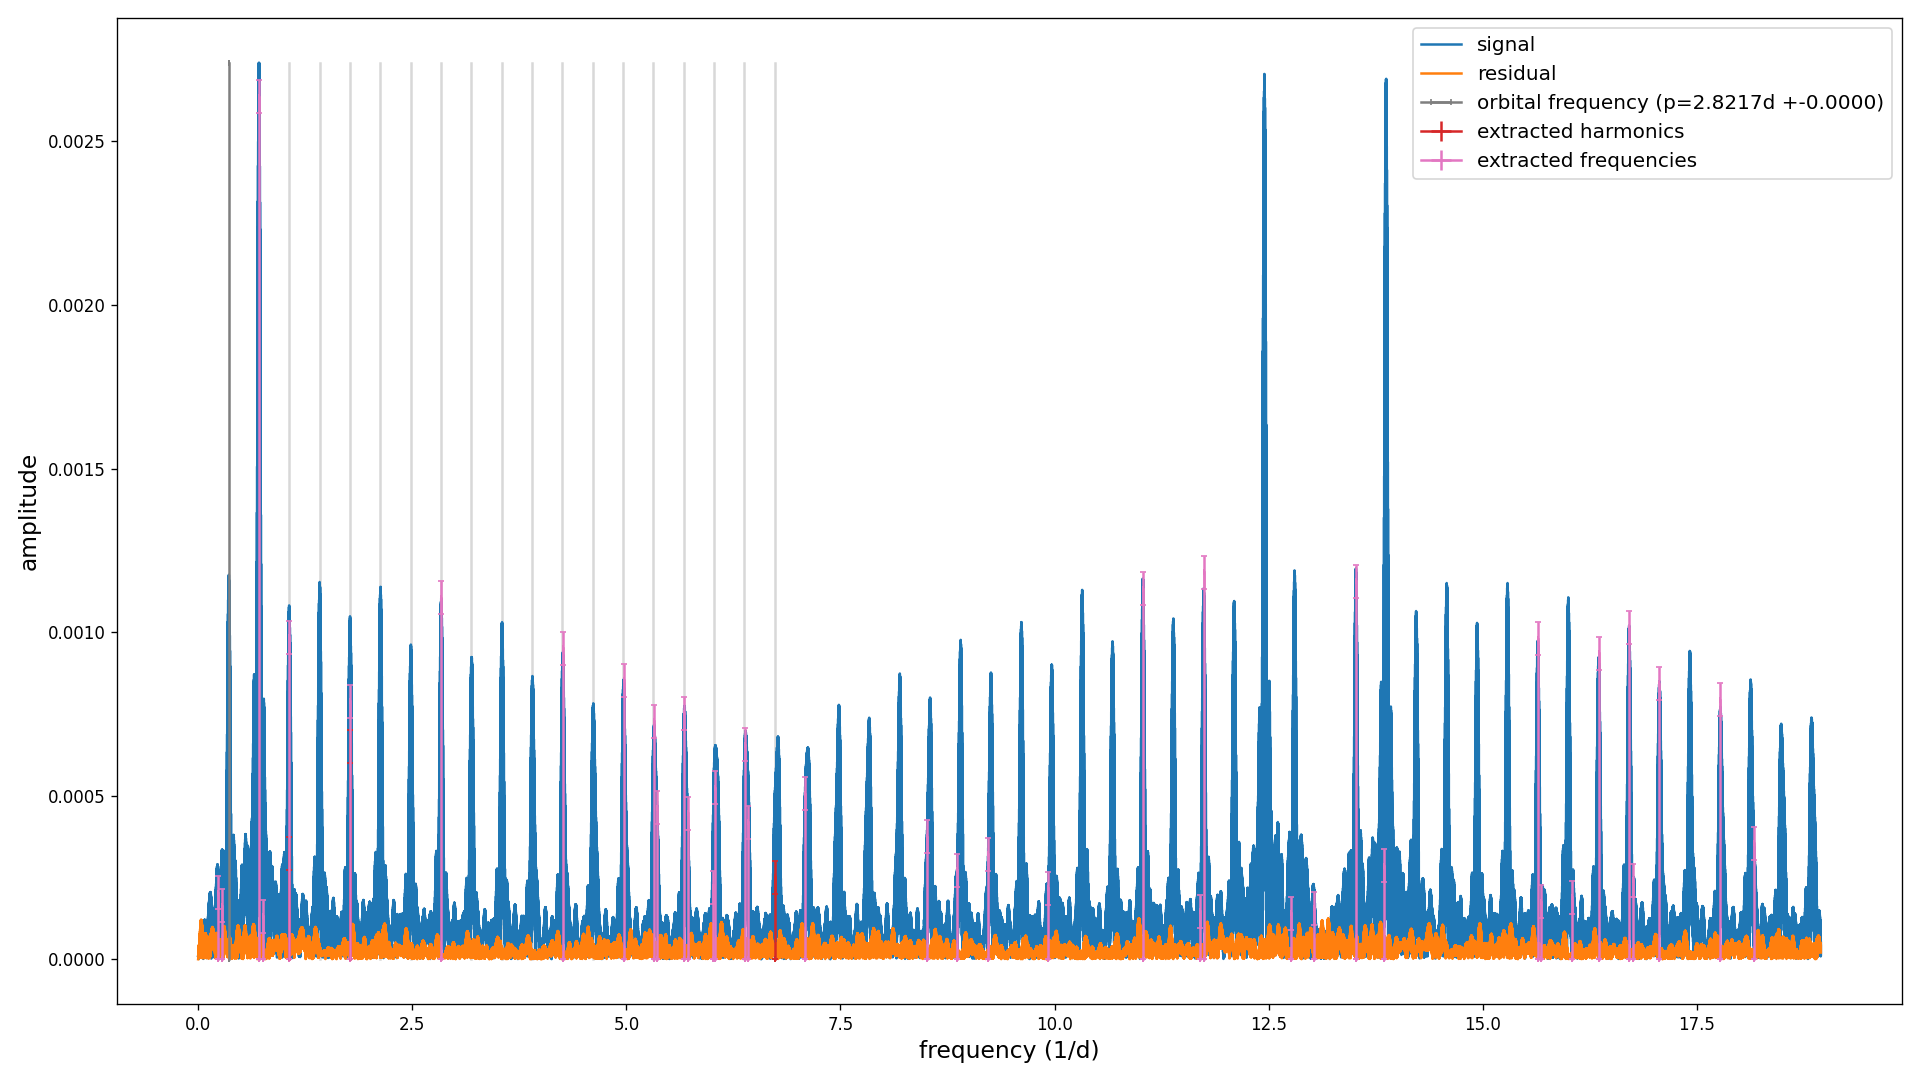 signal
residual
orbital frequency (p=2.8217d +-0.0000)
extracted harmonics
extracted frequencies
amplitude
0.0025
0.0020
0.0015
0.0010
0.0005
0.0000
0.0 2.5 5.0 7.5 10.0 12.5 15.0 17.5
frequency (1/d)